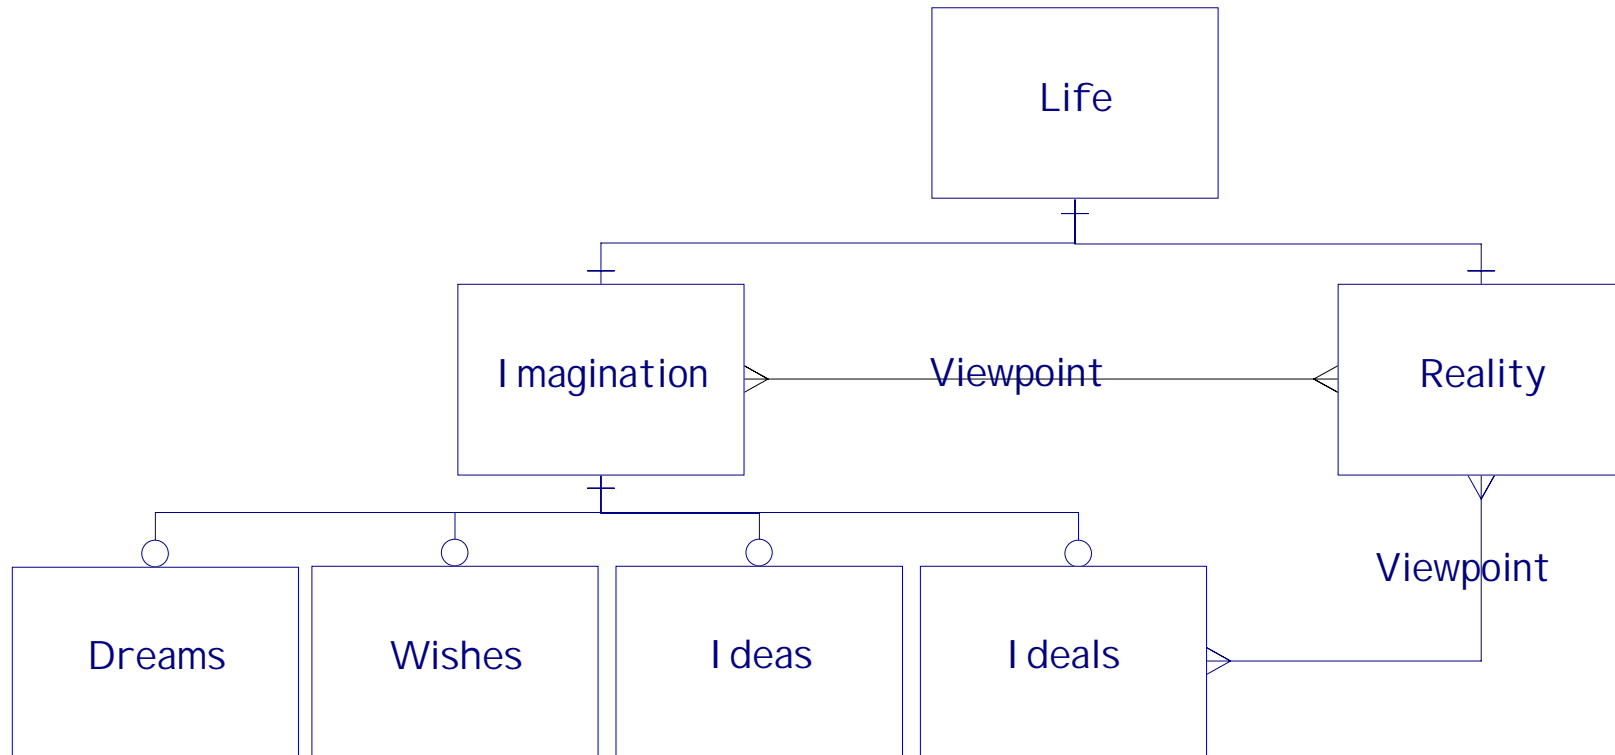 Life
Imagination
Viewpoint
Reality
Viewpoint
Dreams
Wishes
Ideas
Ideals